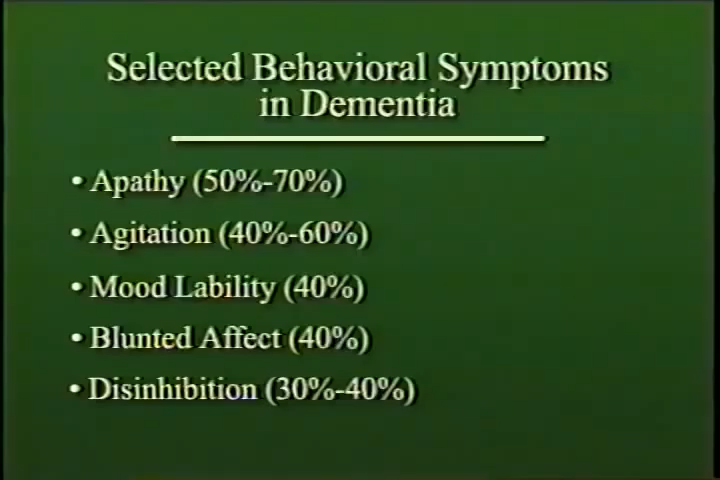 Selected Behavioral Symptoms
in Dementia
• Apathy (50%-70%)
• Agitation (40%-60%)
• Mood Lability (40%)
• Blunted Affect (40%)
• Disinhibition (30%-40%)